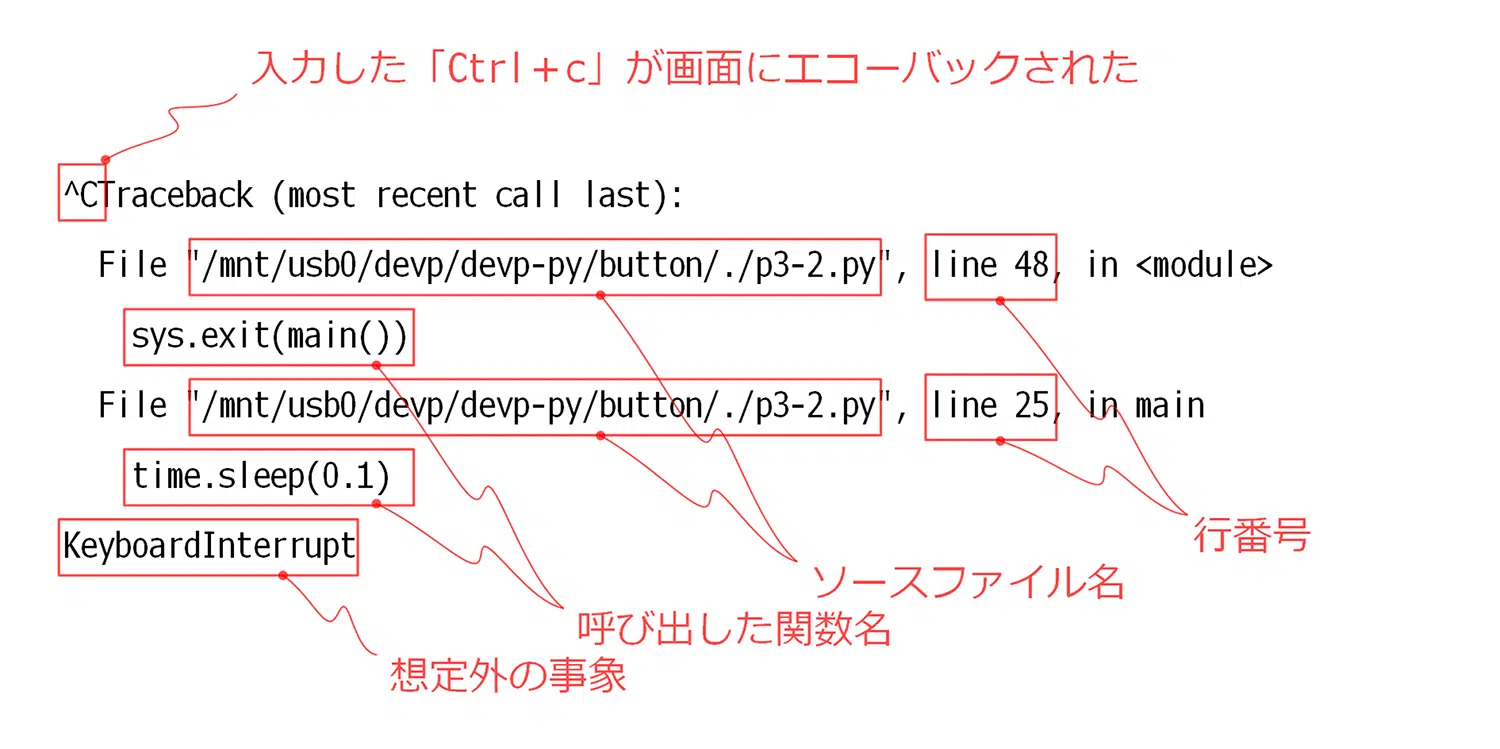 入力した「Ctrl＋c」が画面にエコーバックされた
^CTraceback (most recent call last):
File "/mnt/usb0/devp/devp-py/button/./p3-2.py", line 48, in <module>
sys.exit(main())
File "/mnt/usb0/devp/devp-py/button/./p3-2.py", line 25, in main
time.sleep(0.1)
KeyboardInterrupt
行番号
ソースファイル名
呼び出した関数名
想定外の事象